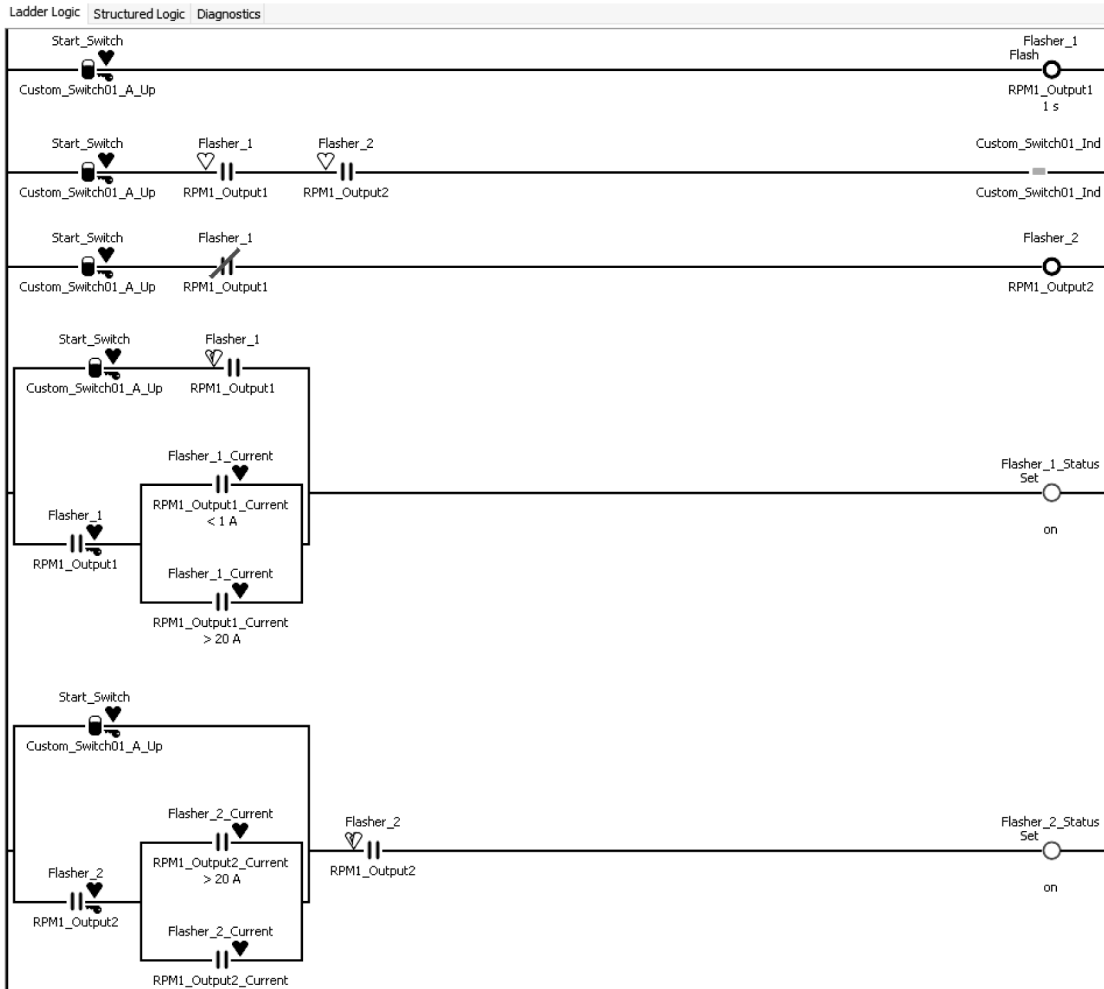 Ladder Logic Structured Logic Diagnostics
Start_Switch Flasher_1
Flash
Custom_Switch01_A_Up RPM1_Output1
1 s
Start_Switch Flasher_1 Flasher_2 Custom_Switch01_Ind
Custom_Switch01_A_Up RPM1_Output1 RPM1_Output2 Custom_Switch01_Ind
Start_Switch Flasher_1 Flasher_2
Custom_Switch01_A_Up RPM1_Output1 RPM1_Output2
Start_Switch Flasher_1
Custom_Switch01_A_Up RPM1_Output1
Flasher_1_Current Flasher_1_Status
Set
RPM1_Output1_Current
< 1 A
Flasher_1 on
RPM1_Output1
Flasher_1_Current
RPM1_Output1_Current
> 20 A
Start_Switch
Custom_Switch01_A_Up
Flasher_2_Current Flasher_2 Flasher_2_Status
Set
RPM1_Output2_Current RPM1_Output2
> 20 A
Flasher_2 on
RPM1_Output2
Flasher_2_Current
RPM1_Output2_Current